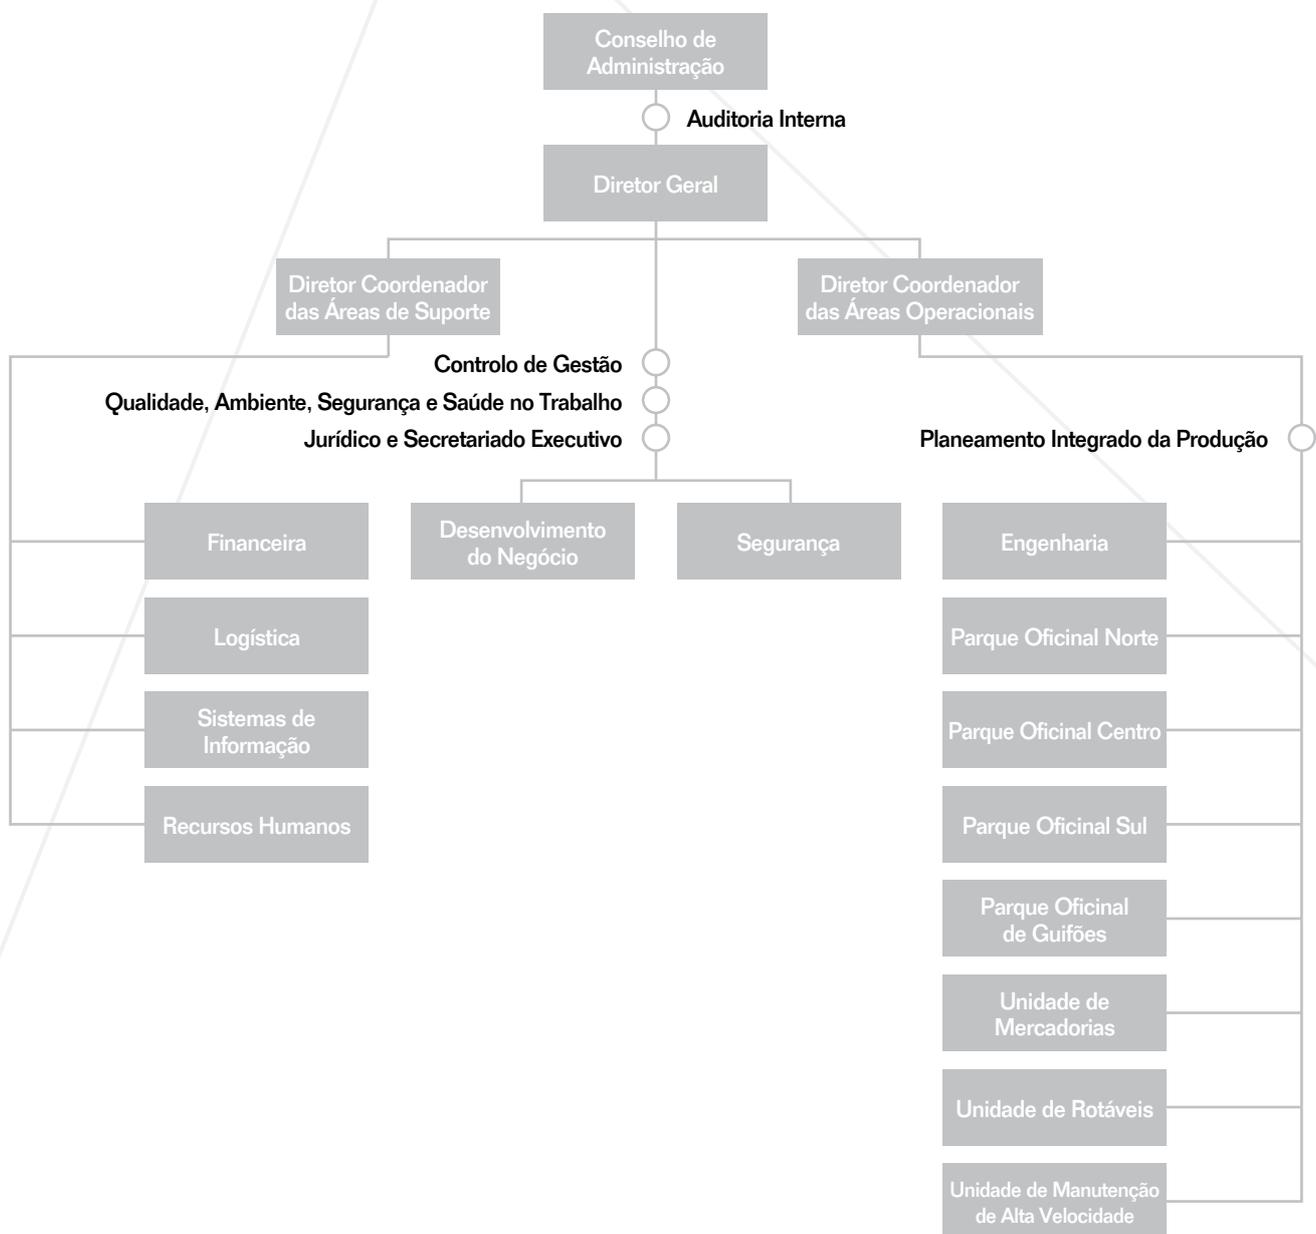 Conselho de
Administração
Auditoria Interna
Diretor Geral
Diretor Coordenador
das Áreas de Suporte
Diretor Coordenador
das Áreas Operacionais
Controlo de Gestão
Qualidade, Ambiente, Segurança e Saúde no Trabalho
Jurídico e Secretariado Executivo
Planeamento Integrado da Produção
Financeira
Desenvolvimento
do Negócio
Segurança
Engenharia
Logística
Parque Oficinal Norte
Sistemas de
Informação
Parque Oficinal Centro
Recursos Humanos
Parque Oficinal Sul
Parque Oficinal
de Guifões
Unidade de
Mercadorias
Unidade de Rotáveis
Unidade de Manutenção
de Alta Velocidade